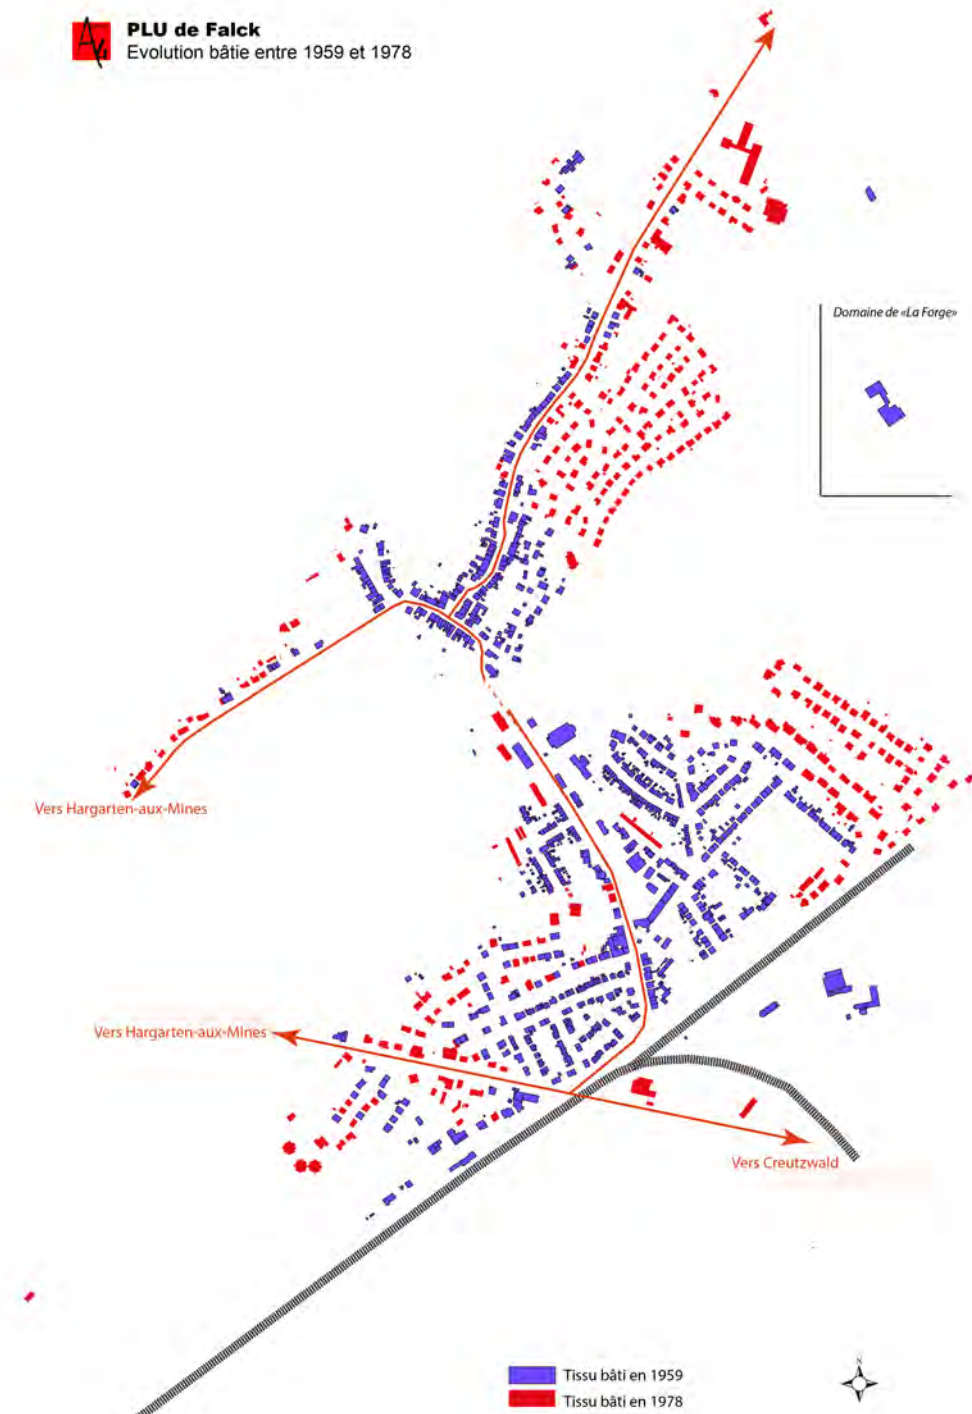 PLU de Falck
Evolution bâtie entre 1959 et 1978
Domaine de «La Forge»
Vers Hargarten-aux-Mines
Vers Hargarten-aux-Mines
Vers Creutzwald
Tissu bâti en 1959
N
Tissu bâti en 1978